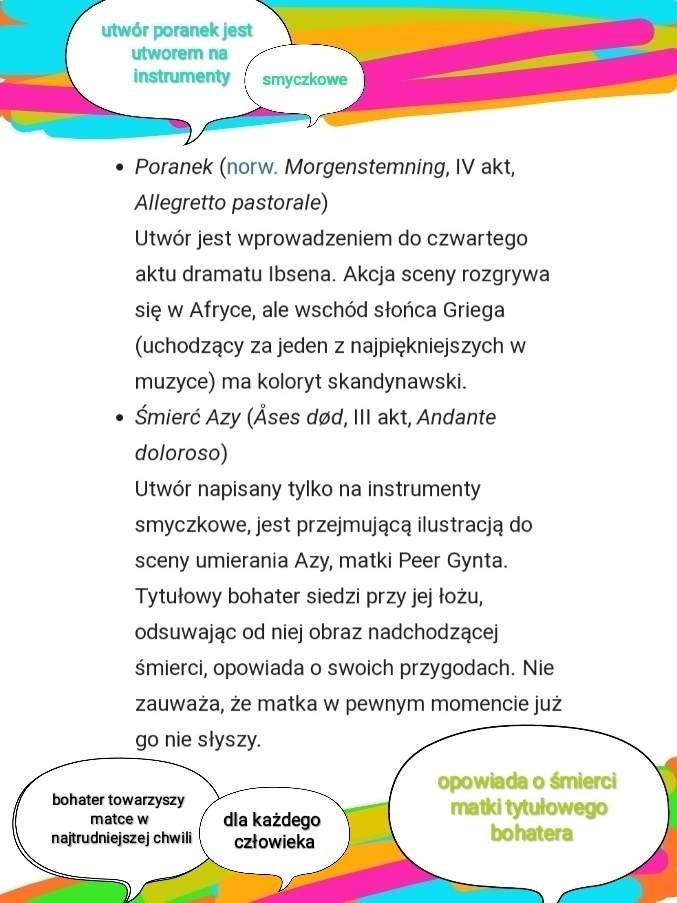 utwór poranek jest
utworem na
instrumenty
smyczkowe
• Poranek (norw. Morgenstemning, IV akt,
Allegretto pastorale)
Utwór jest wprowadzeniem do czwartego
aktu dramatu Ibsena. Akcja sceny rozgrywa
się w Afryce, ale wschód słońca Griega
(uchodzący za jeden z najpiękniejszych w
muzyce) ma koloryt skandynawski.
• Śmierć Azy (Åses død, III akt, Andante
doloroso)
Utwór napisany tylko na instrumenty
smyczkowe, jest przejmującą ilustracją do
sceny umierania Azy, matki Peer Gynta.
Tytułowy bohater siedzi przy jej łożu,
odsuwając od niej obraz nadchodzącej
śmierci, opowiada o swoich przygodach. Nie
zauważa, że matka w pewnym momencie już
go nie słyszy.
bohater towarzyszy
matce w
najtrudniejszej chwili
dla każdego
człowieka
opowiada o śmierci
matki tytułowego
bohatera